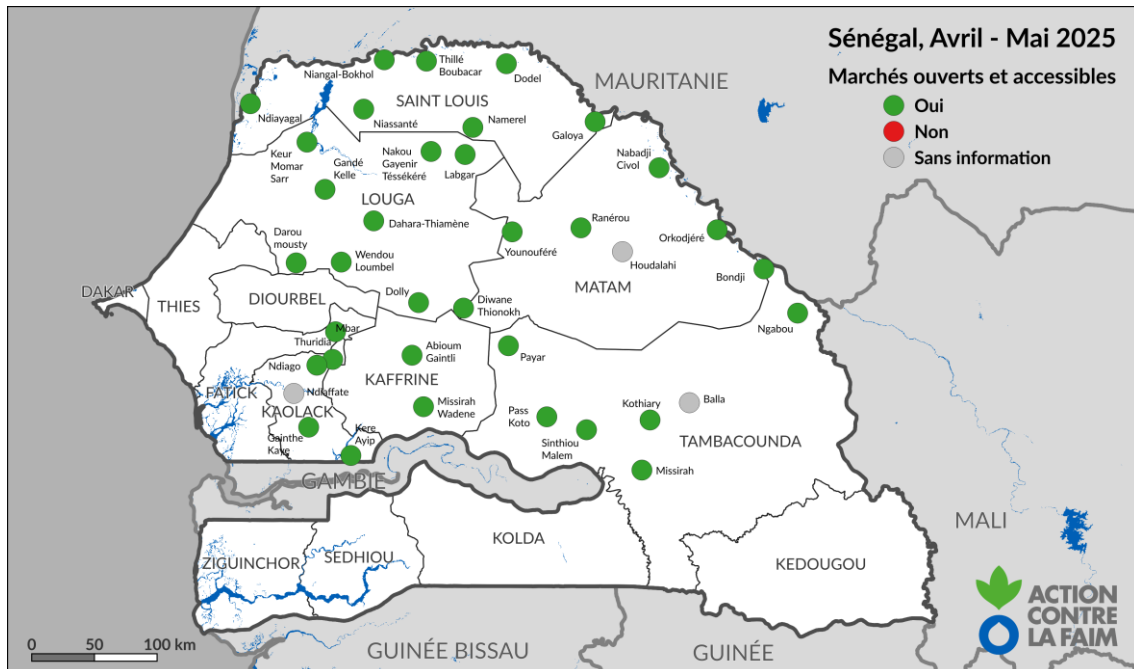 Sénégal, Avril - Mai 2025
Marchés ouverts et accessibles
Oui
Non
Sans information
MAURITANIE
Niangal-Bokhol
Thillé
Boubacar
Dodel
SAINT LOUIS
Ndiayagal
Niassanté
Namerel
Galoya
Keur
Momar
Sarr
Gandé
Kelle
Nakou
Gayenir
Téssékéré
Labgar
Nabadji
Civol
LOUGA
Dahara-Thiamène
Ranérou
Younouféré
Orkodjéré
Houdalahi
Darou
mousty
Wendou
Loumbel
Bondji
MATAM
DAKAR
THIES
DIOURBEL
Dolly
Diwane
Thionokh
Ngabou
Mbar
Thuridia
Ndiago
Abioum
Gaintli
Payar
KAFFRINE
FATICK
Ndiaffate
KAOLACK
Missirah
Wadene
Pass
Koto
Kothiary
Balla
Gainthe
Kaye
Kere
Ayip
Sinthiou
Malem
TAMBACOUNDA
Missirah
GAMBIE
MALI
ZIGUINCHOR
SEDHIOU
KOLDA
KEDOUGOU
GUINÉE BISSAU
GUINÉE
0 50 100 km
ACTION
CONTRE
LA FAIM